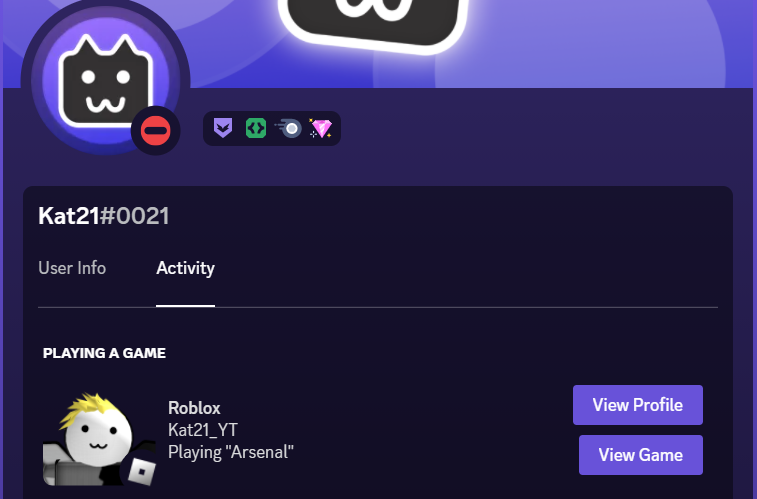 Kat21#0021
User Info
Activity
PLAYING A GAME
Roblox
Kat21_YT
Playing "Arsenal"
View Profile
View Game